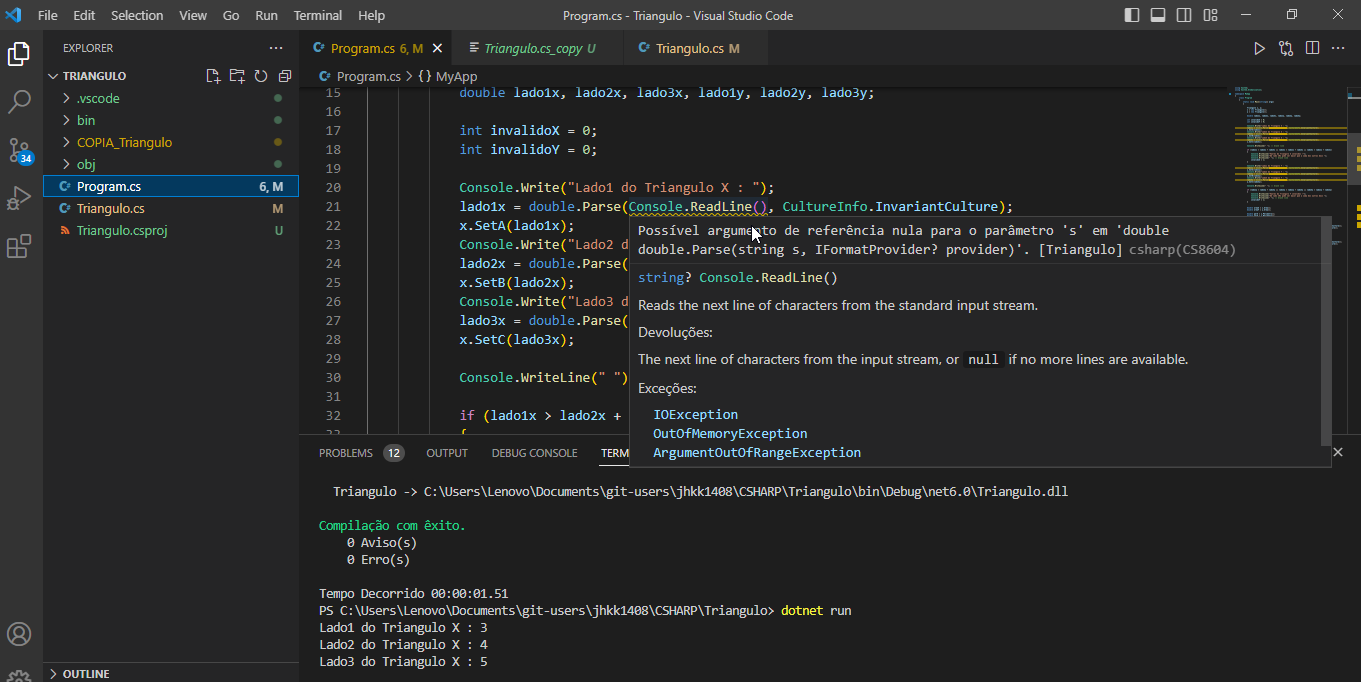 File Edit Selection View Go Run Terminal Help
Program.cs - Triangulo - Visual Studio Code
EXPLORER
TRIANGULO
.vscode
bin
COPIA_Triangulo
obj
Program.cs 6, M
Triangulo.cs M
Triangulo.csproj U
34
OUTLINE
Program.cs 6, M
Triangulo.cs_copy U
Triangulo.cs M
Program.cs > {} MyApp
15 double lado1x, lado2x, lado3x, lado1y, lado2y, lado3y;
16
17 int invalidoX = 0;
18 int invalidoY = 0;
19
20 Console.Write("Lado1 do Triangulo X : ");
21 lado1x = double.Parse(Console.ReadLine(), CultureInfo.InvariantCulture);
22 x.SetA(lado1x);
23 Console.Write("Lado2 d
24 lado2x = double.Parse(
25 x.SetB(lado2x);
26 Console.Write("Lado3 d
27 lado3x = double.Parse(
28 x.SetC(lado3x);
29
30 Console.WriteLine(" ")
31
32 if (lado1x > lado2x +
33 {
Possível argumento de referência nula para o parâmetro 's' em 'double
double.Parse(string s, IFormatProvider? provider)'. [Triangulo] csharp(CS8604)
string? Console.ReadLine()
Reads the next line of characters from the standard input stream.
Devoluções:
The next line of characters from the input stream, or null if no more lines are available.
Exceções:
IOException
OutOfMemoryException
ArgumentOutOfRangeException
PROBLEMS 12 OUTPUT DEBUG CONSOLE TERM
Triangulo -> C:\Users\Lenovo\Documents\git-users\jhkk1408\CSHARP\Triangulo\bin\Debug\net6.0\Triangulo.dll
Compilação com êxito.
0 Aviso(s)
0 Erro(s)
Tempo Decorrido 00:00:01.51
PS C:\Users\Lenovo\Documents\git-users\jhkk1408\CSHARP\Triangulo> dotnet run
Lado1 do Triangulo X : 3
Lado2 do Triangulo X : 4
Lado3 do Triangulo X : 5